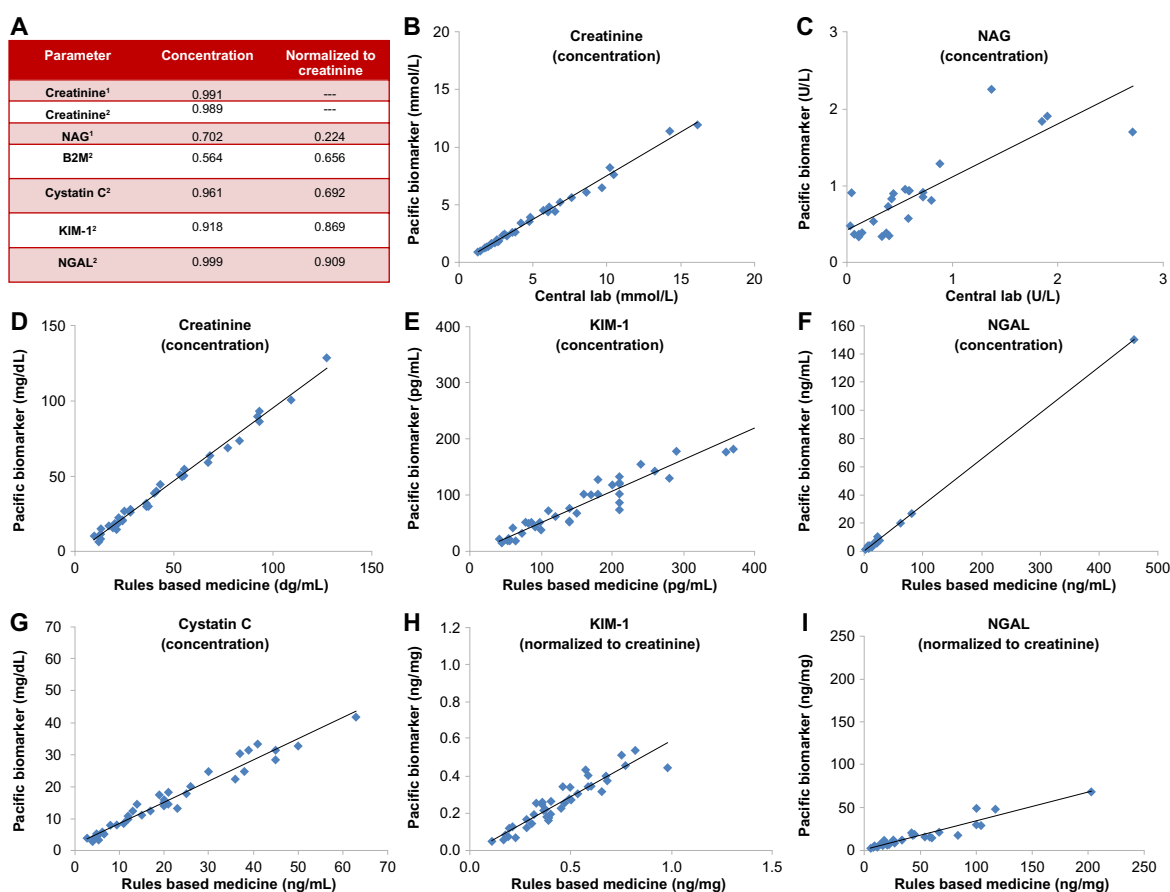 A
Parameter Concentration Normalized to
creatinine
Creatinine¹ 0.991 ---
Creatinine² 0.989 ---
NAG¹ 0.702 0.224
B2M² 0.564 0.656
Cystatin C² 0.961 0.692
KIM-1² 0.918 0.869
NGAL² 0.999 0.909
B
Creatinine
(concentration)
Pacific biomarker (mmol/L)
20
15
10
5
0
0 5 10 15 20
Central lab (mmol/L)
C
NAG
(concentration)
Pacific biomarker (U/L)
3
2
1
0
0 1 2 3
Central lab (U/L)
D
Creatinine
(concentration)
Pacific biomarker (mg/dL)
150
100
50
0
0 50 100 150
Rules based medicine (dg/mL)
E
KIM-1
(concentration)
Pacific biomarker (pg/mL)
400
300
200
100
0
0 100 200 300 400
Rules based medicine (pg/mL)
F
NGAL
(concentration)
Pacific biomarker (ng/mL)
160
140
120
100
80
60
40
20
0
0 100 200 300 400 500
Rules based medicine (ng/mL)
G
Cystatin C
(concentration)
Pacific biomarker (mg/dL)
70
60
50
40
30
20
10
0
0 10 20 30 40 50 60 70
Rules based medicine (ng/mL)
H
KIM-1
(normalized to creatinine)
Pacific biomarker (ng/mg)
1.2
1.0
0.8
0.6
0.4
0.2
0.0
0.0 0.5 1.0 1.5
Rules based medicine (ng/mg)
I
NGAL
(normalized to creatinine)
Pacific biomarker (ng/mg)
250
200
150
100
50
0
0 50 100 150 200 250
Rules based medicine (ng/mg)